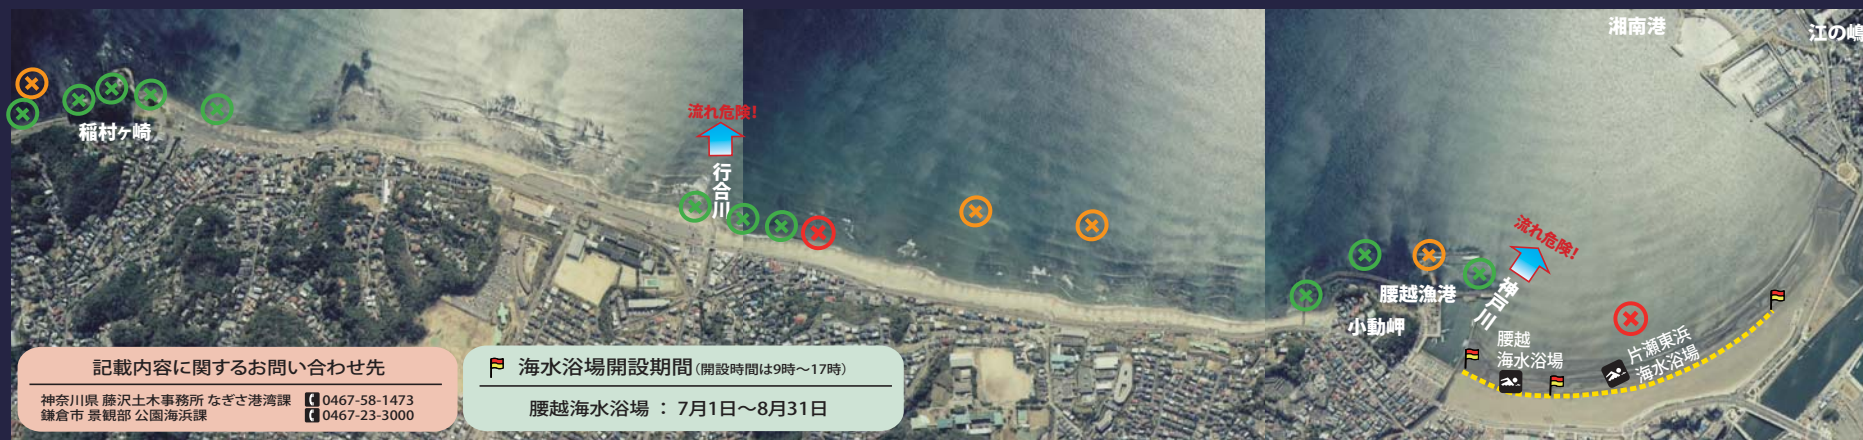 湘南港
江の嶋
流れ危険!
稲村ヶ崎
行合川
流れ危険!
神戸川
腰越漁港
小動岬
腰越
海水浴場
片瀬東浜
海水浴場
記載内容に関するお問い合わせ先
神奈川県 藤沢土木事務所 なぎさ港湾課 0467-58-1473
鎌倉市 景観部 公園海浜課 0467-23-3000
海水浴場開設期間(開設時間は9時〜17時)
腰越海水浴場 : 7月1日〜8月31日